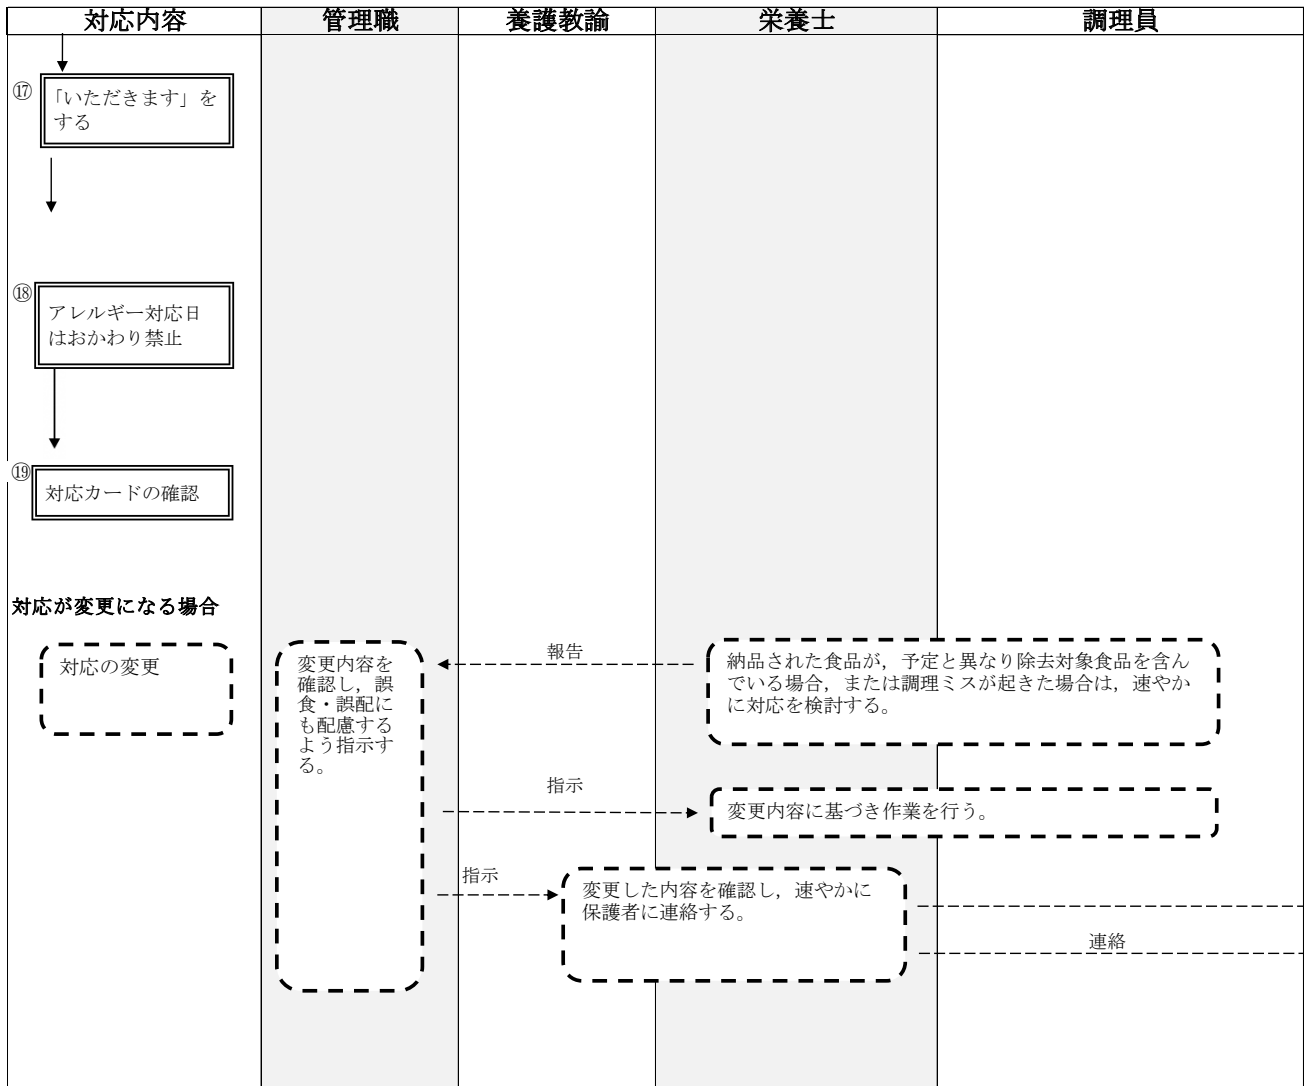 対応内容 管理職 養護教諭 栄養士 調理員
⑰
「いただきます」を
する
⑱
アレルギー対応日
はおかわり禁止
⑲
対応カードの確認
対応が変更になる場合
対応の変更
変更内容を
確認し，誤
食・誤配に
も配慮する
よう指示す
る。
報告
納品された食品が，予定と異なり除去対象食品を含ん
でいる場合，または調理ミスが起きた場合は，速やか
に対応を検討する。
指示
変更内容に基づき作業を行う。
指示
変更した内容を確認し，速やかに
保護者に連絡する。
連絡